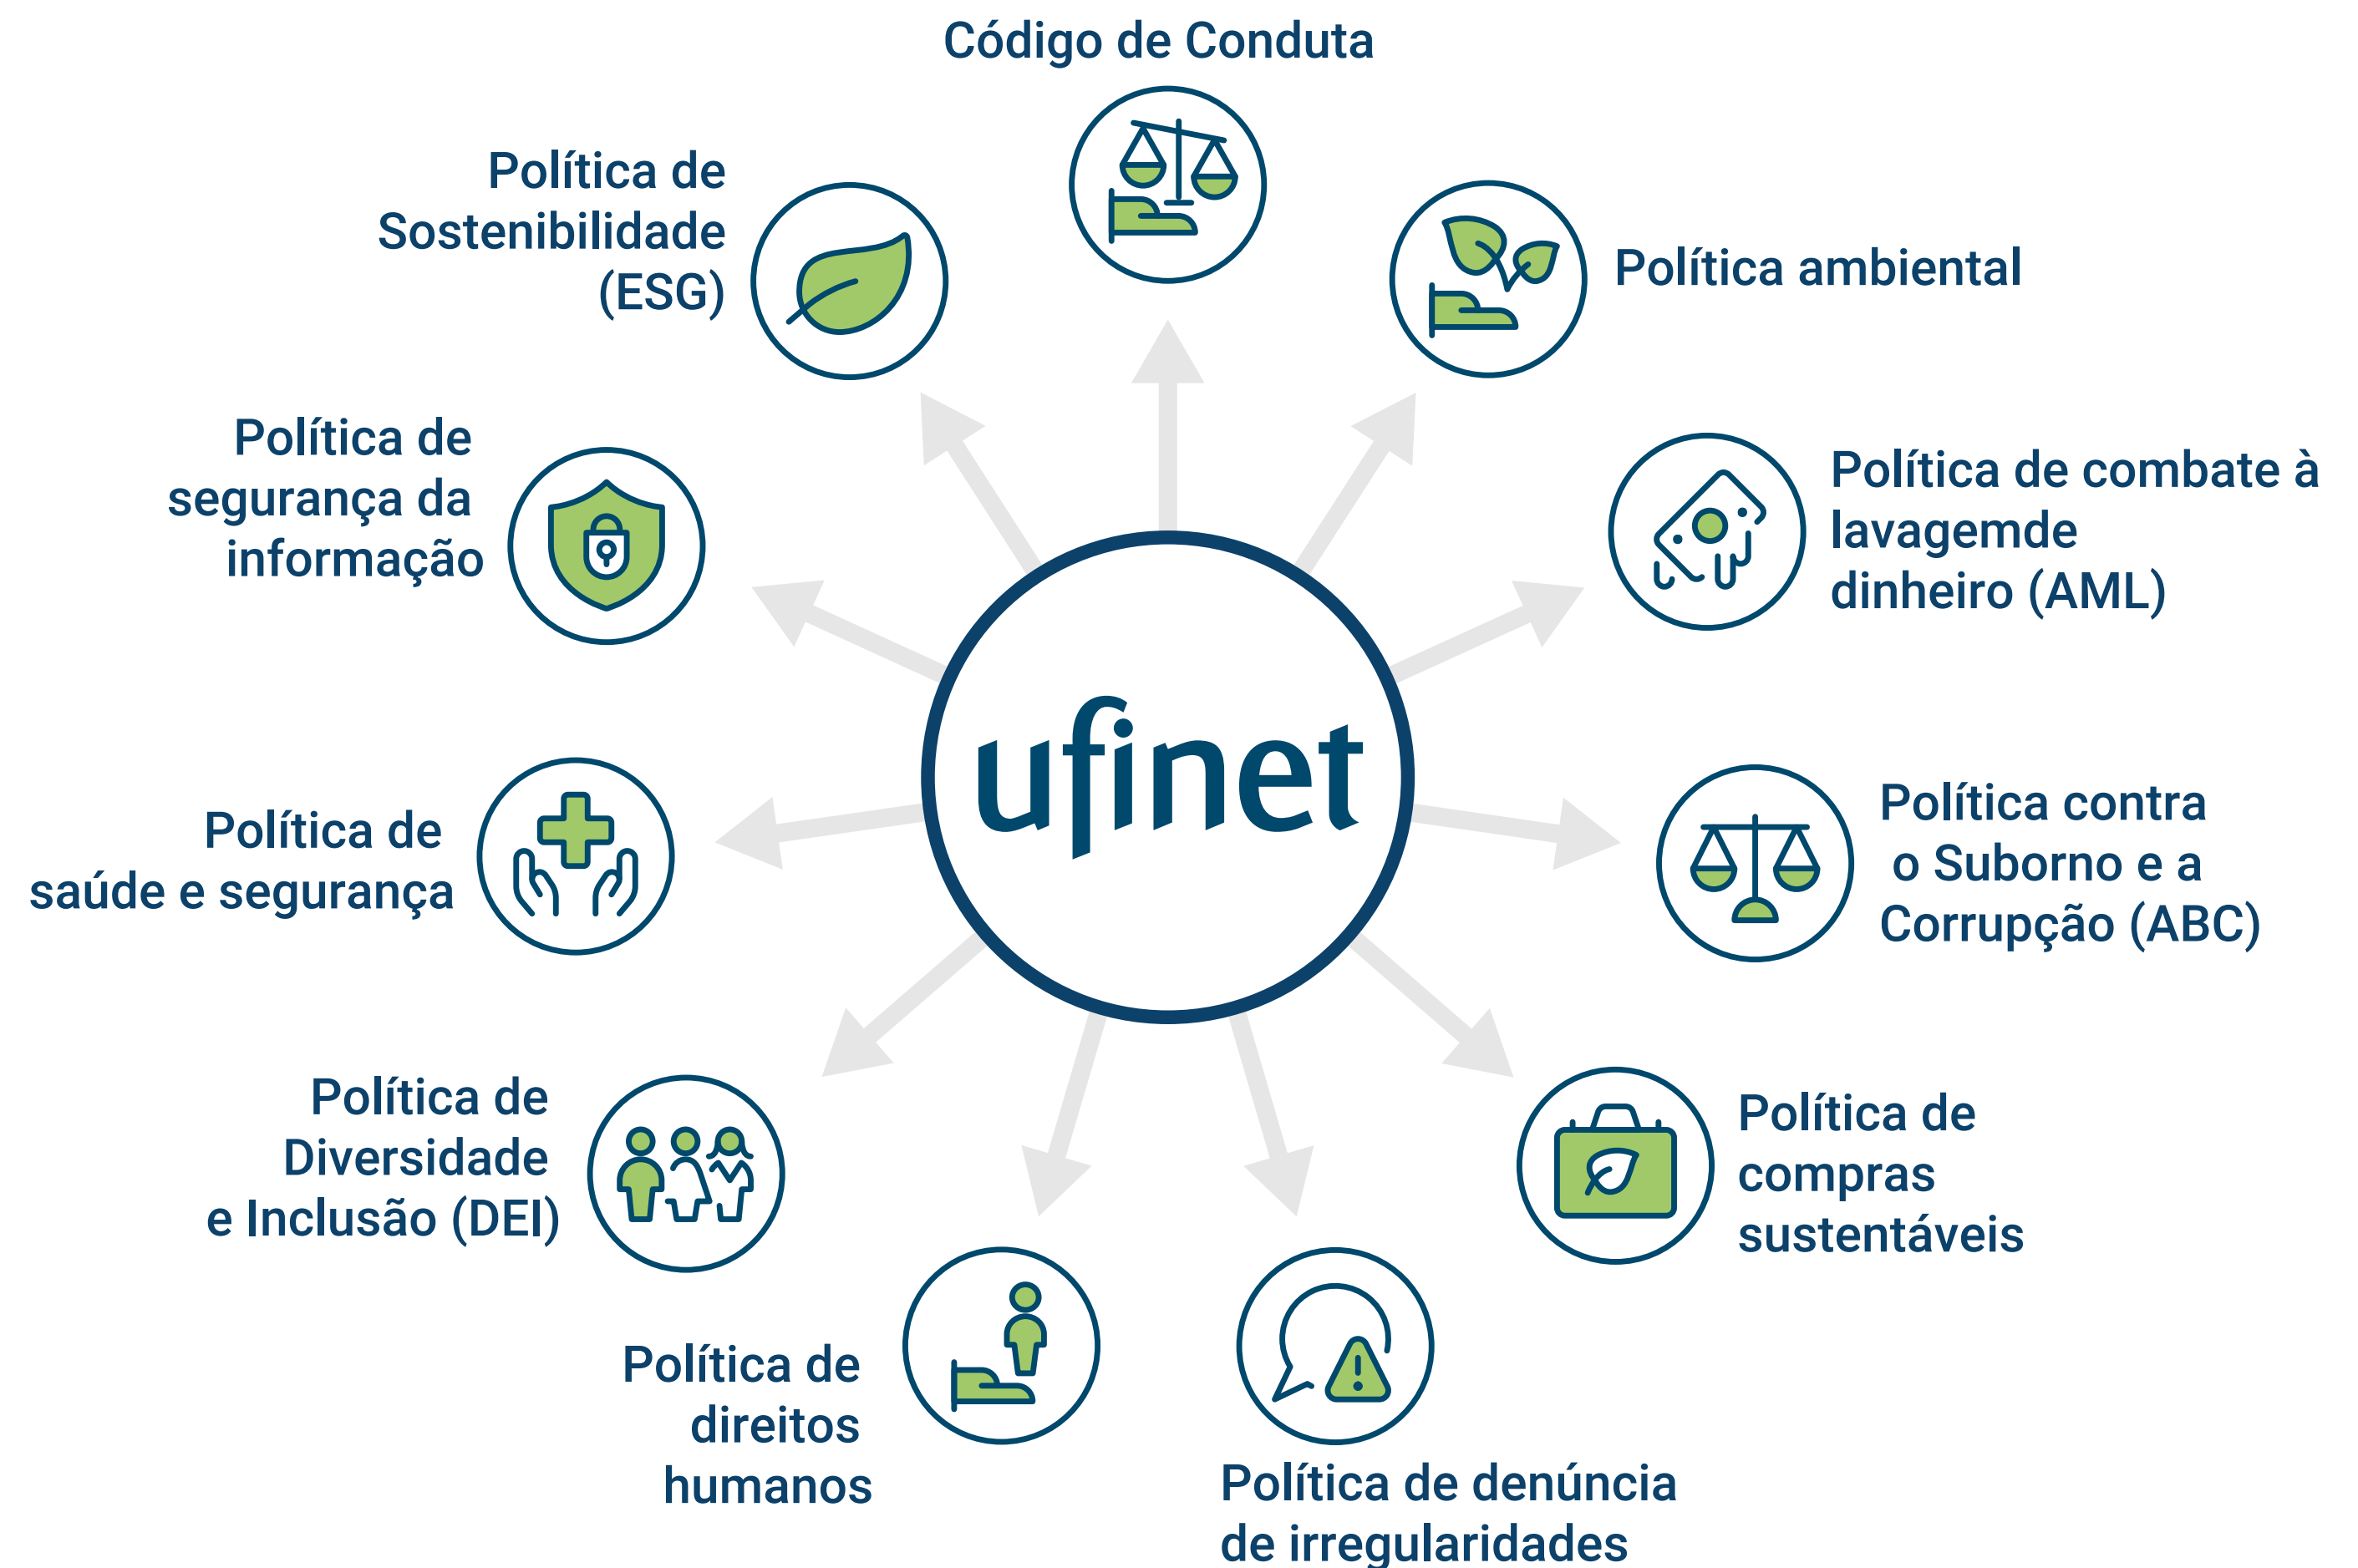 Código de Conduta
Política de
Sostenibilidade
(ESG)
Política ambiental
Política de
segurança da
informação
Política de combate à
lavagemde
dinheiro (AML)
ufinet
Política de
saúde e segurança
Política contra
o Suborno e a
Corrupção (ABC)
Política de
Diversidade
e Inclusão (DEI)
Política de
compras
sustentáveis
Política de
direitos
humanos
Política de denúncia
de irregularidades